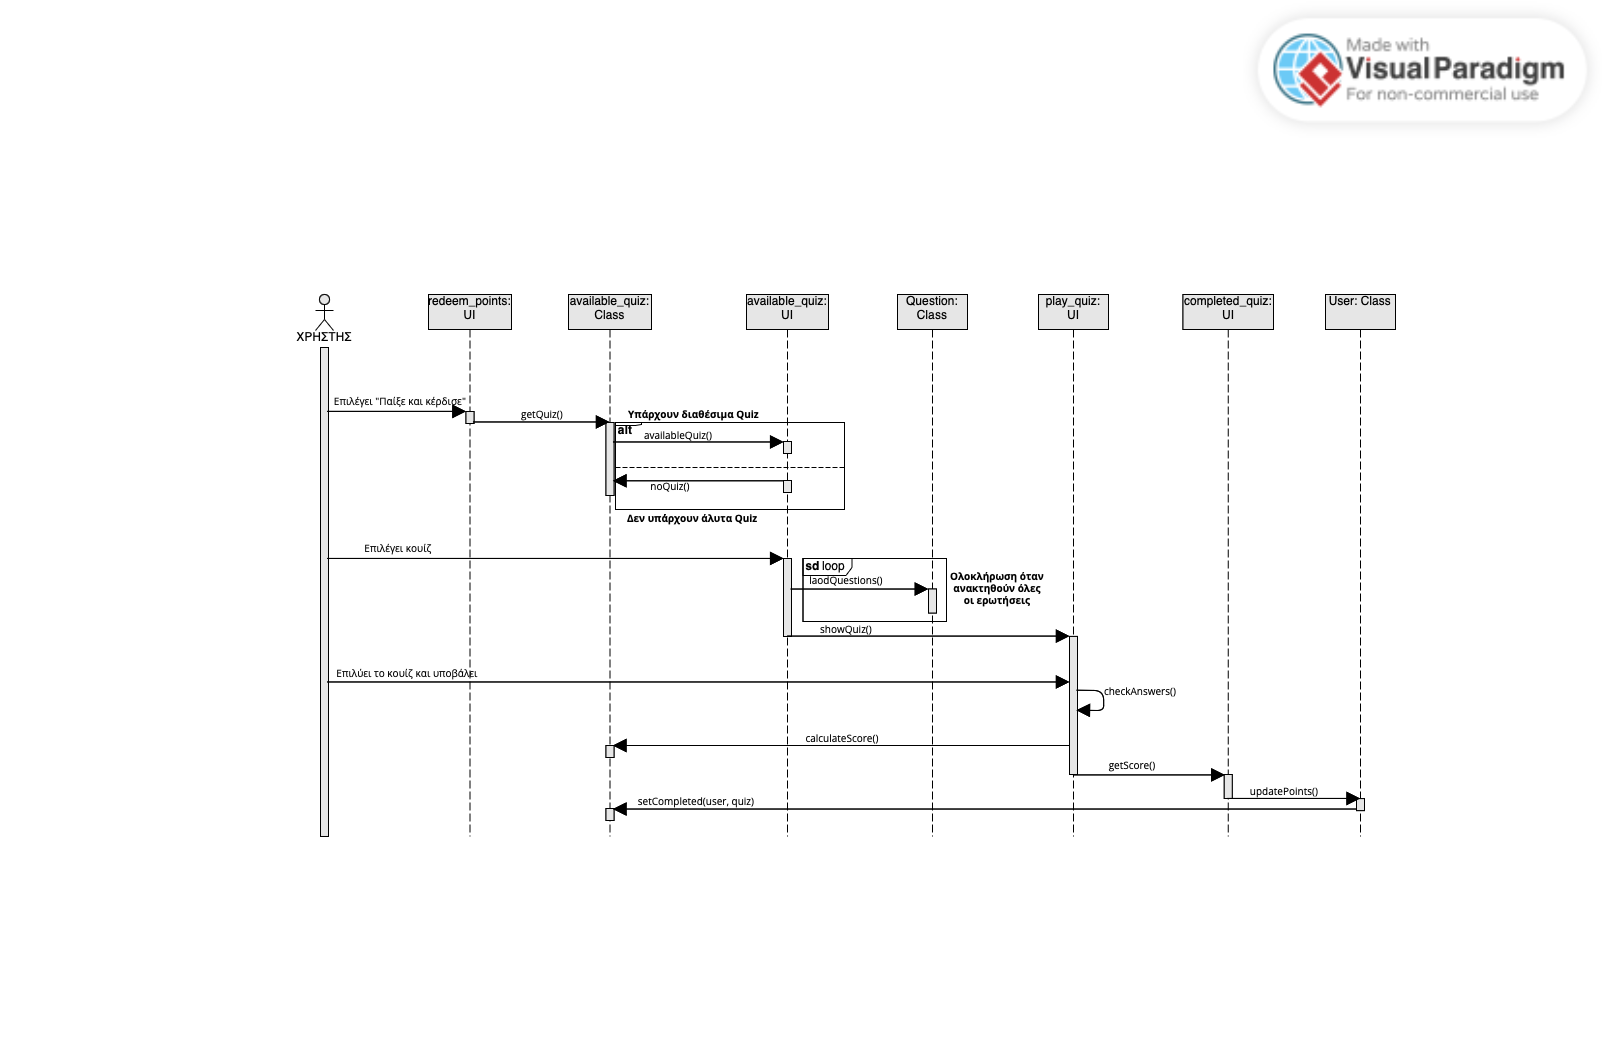 Made with
Visual Paradigm
For non-commercial use
ΧΡΗΣΤΗΣ
redeem_points:
UI
available_quiz:
Class
available_quiz:
UI
Question:
Class
play_quiz:
UI
completed_quiz:
UI
User: Class
Επιλέγει "Παίξε και κέρδισε"
getQuiz()
Υπάρχουν διαθέσιμα Quiz
alt
availableQuiz()
noQuiz()
Δεν υπάρχουν άλυτα Quiz
Επιλέγει κουίζ
sd loop
laodQuestions()
Ολοκλήρωση όταν
ανακτηθούν όλες
οι ερωτήσεις
showQuiz()
Επιλύει το κουίζ και υποβάλει
checkAnswers()
calculateScore()
getScore()
updatePoints()
setCompleted(user, quiz)